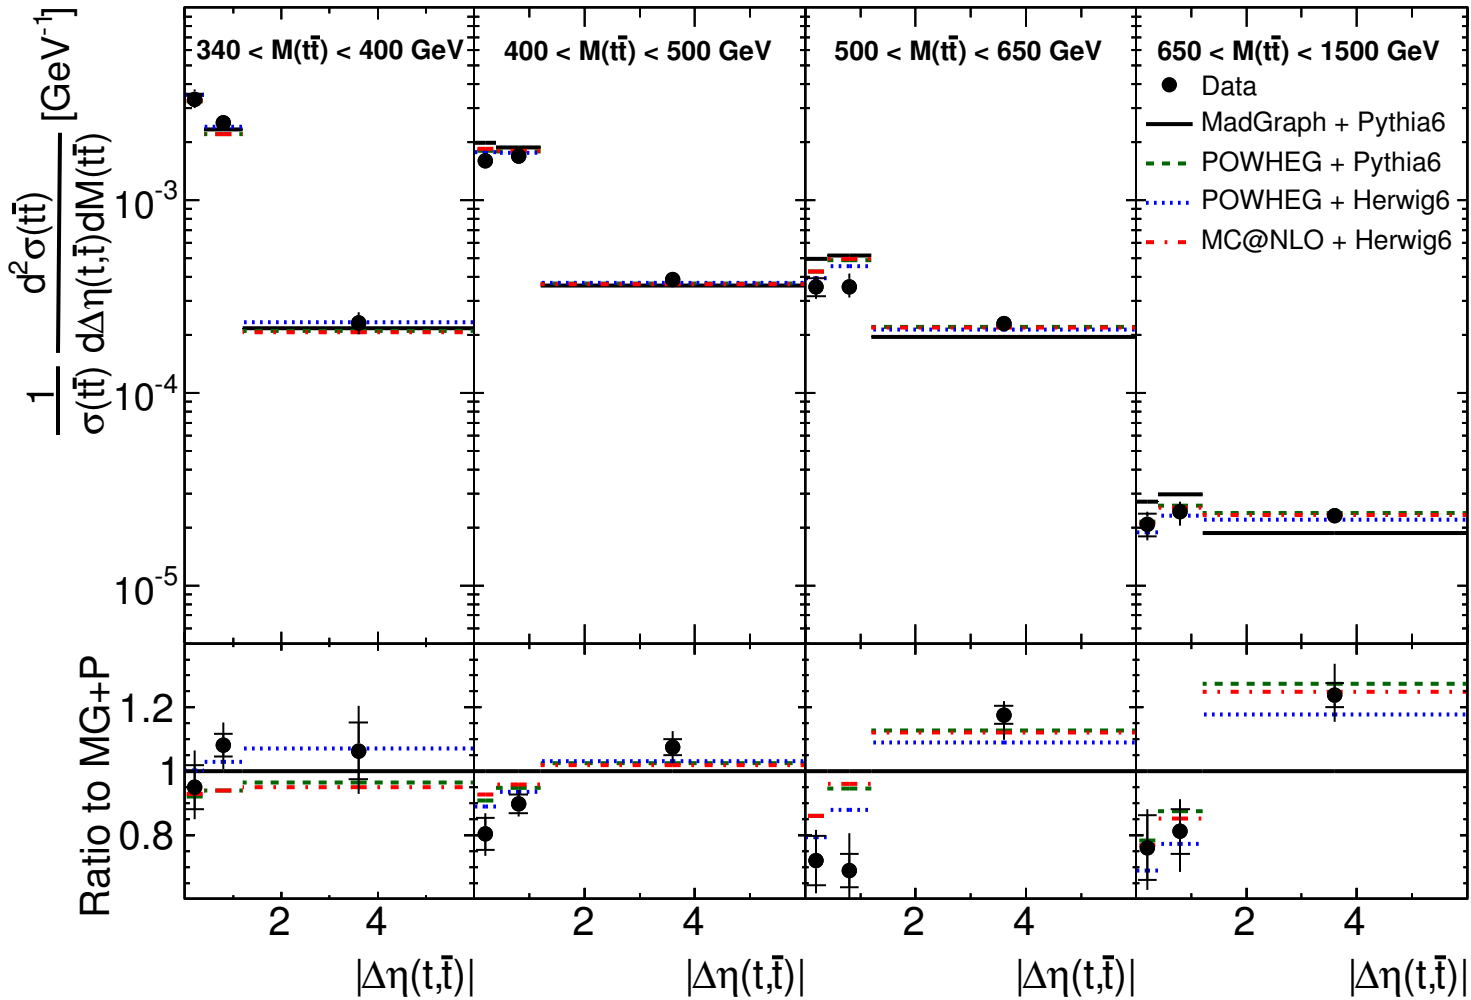 340 < M(tt̄) < 400 GeV
400 < M(tt̄) < 500 GeV
500 < M(tt̄) < 650 GeV
650 < M(tt̄) < 1500 GeV
Data
MadGraph + Pythia6
POWHEG + Pythia6
POWHEG + Herwig6
MC@NLO + Herwig6
1/σ(tt̄) d²σ(tt̄)/dΔη(t,t̄)dM(tt̄) [GeV⁻¹]
10⁻³
10⁻⁴
10⁻⁵
Ratio to MG+P
1.2
1
0.8
2 4 2 4 2 4 2 4
|Δη(t,t̄)| |Δη(t,t̄)| |Δη(t,t̄)| |Δη(t,t̄)|